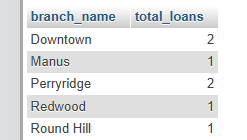 branch_name total_loans
Downtown 2
Manus 1
Perryridge 2
Redwood 1
Round Hill 1